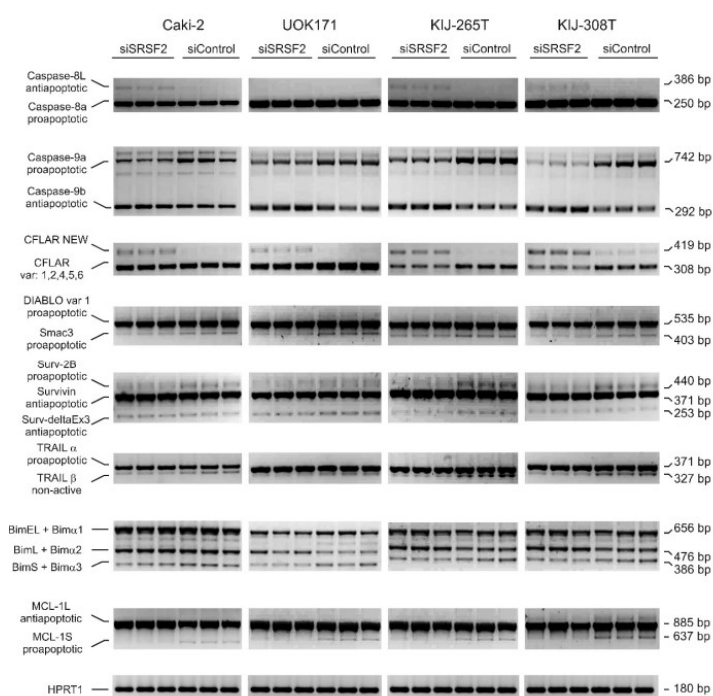 Caki-2 UOK171 KIJ-265T KIJ-308T
siSRSF2 siControl siSRSF2 siControl siSRSF2 siControl siSRSF2 siControl
Caspase-8L
antiapoptotic
Caspase-8a
proapoptotic
386 bp
250 bp
Caspase-9a
proapoptotic
Caspase-9b
antiapoptotic
742 bp
292 bp
CFLAR NEW
CFLAR
var: 1,2,4,5,6
419 bp
308 bp
DIABLO var 1
proapoptotic
Smac3
proapoptotic
535 bp
403 bp
Surv-2B
proapoptotic
Survivin
antiapoptotic
Surv-deltaEx3
antiapoptotic
440 bp
371 bp
253 bp
TRAIL α
proapoptotic
TRAIL β
non-active
371 bp
327 bp
BimEL + Bimα1
BimL + Bimα2
BimS + Bimα3
656 bp
476 bp
386 bp
MCL-1L
antiapoptotic
MCL-1S
proapoptotic
885 bp
637 bp
HPRT1
180 bp